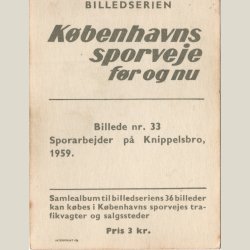 BILLEDSERIEN
Københavns
sporveje
før og nu
Billede nr. 33
Sporarbejder på Knippelsbro,
1959.
Samlealbum til billedseriens 36 billeder
kan købes i Københavns sporvejes tra-
fikvagter og salgssteder
Pris 3 kr.